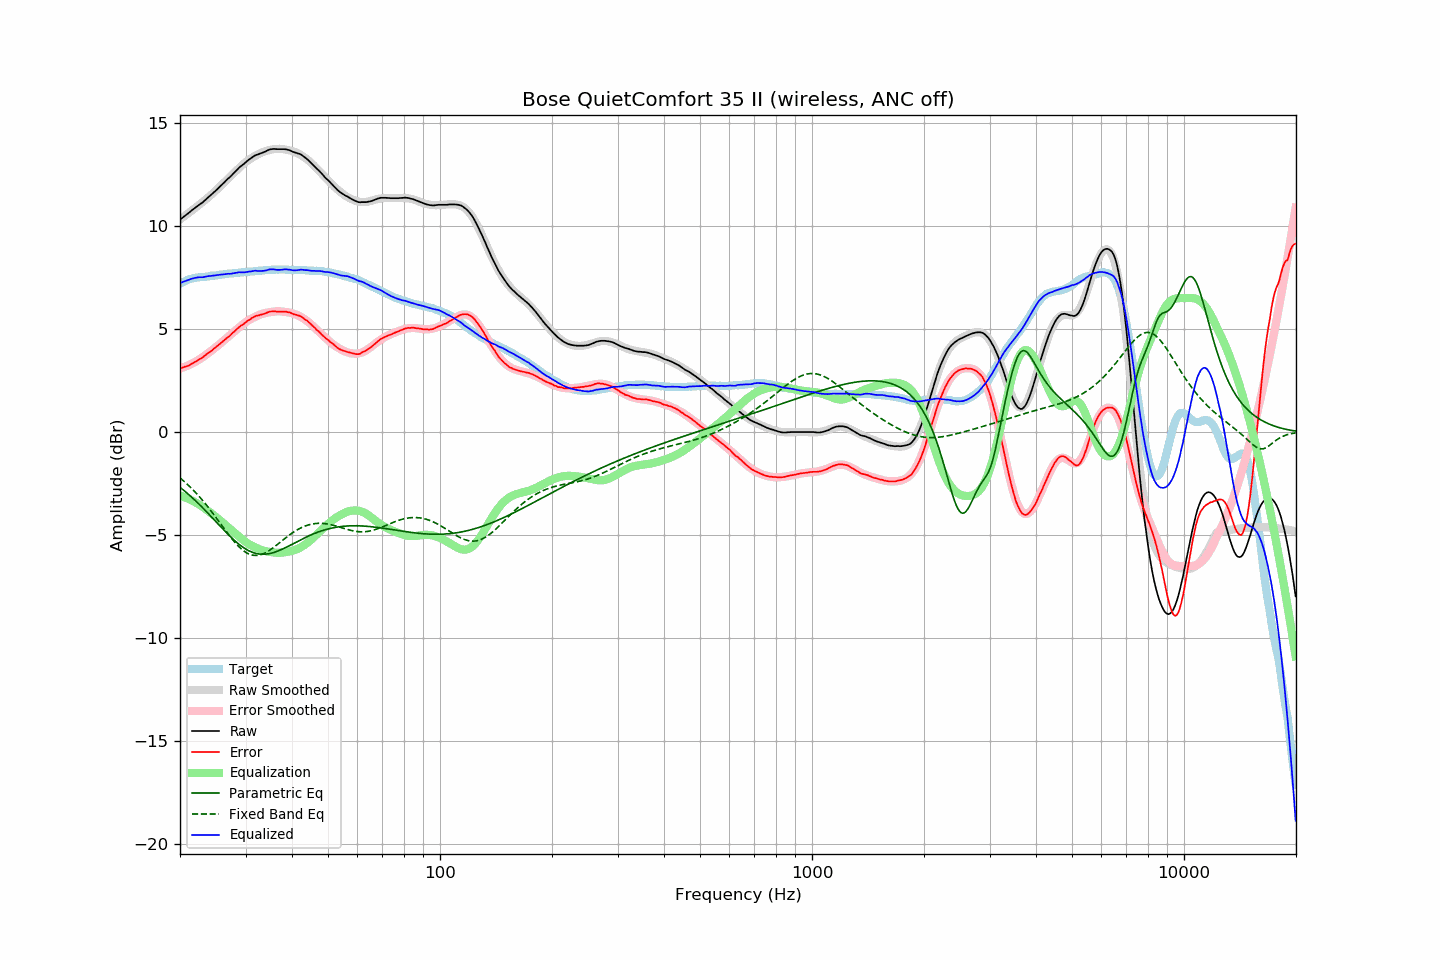 Bose QuietComfort 35 II (wireless, ANC off)
15
10
5
0
−5
−10
−15
−20
Amplitude (dBr)
100
1000
10000
Frequency (Hz)
Target
Raw Smoothed
Error Smoothed
Raw
Error
Equalization
Parametric Eq
Fixed Band Eq
Equalized